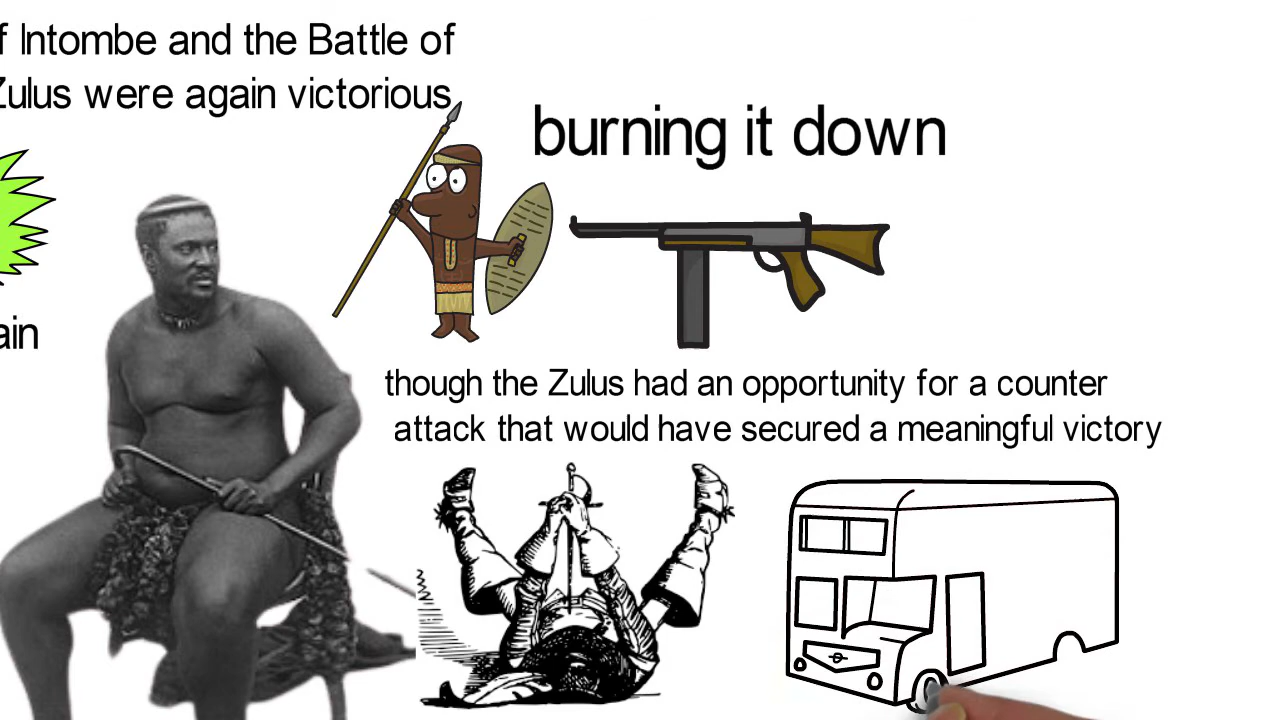 f Intombe and the Battle of
Zulus were again victorious
burning it down
ain
though the Zulus had an opportunity for a counter
attack that would have secured a meaningful victory